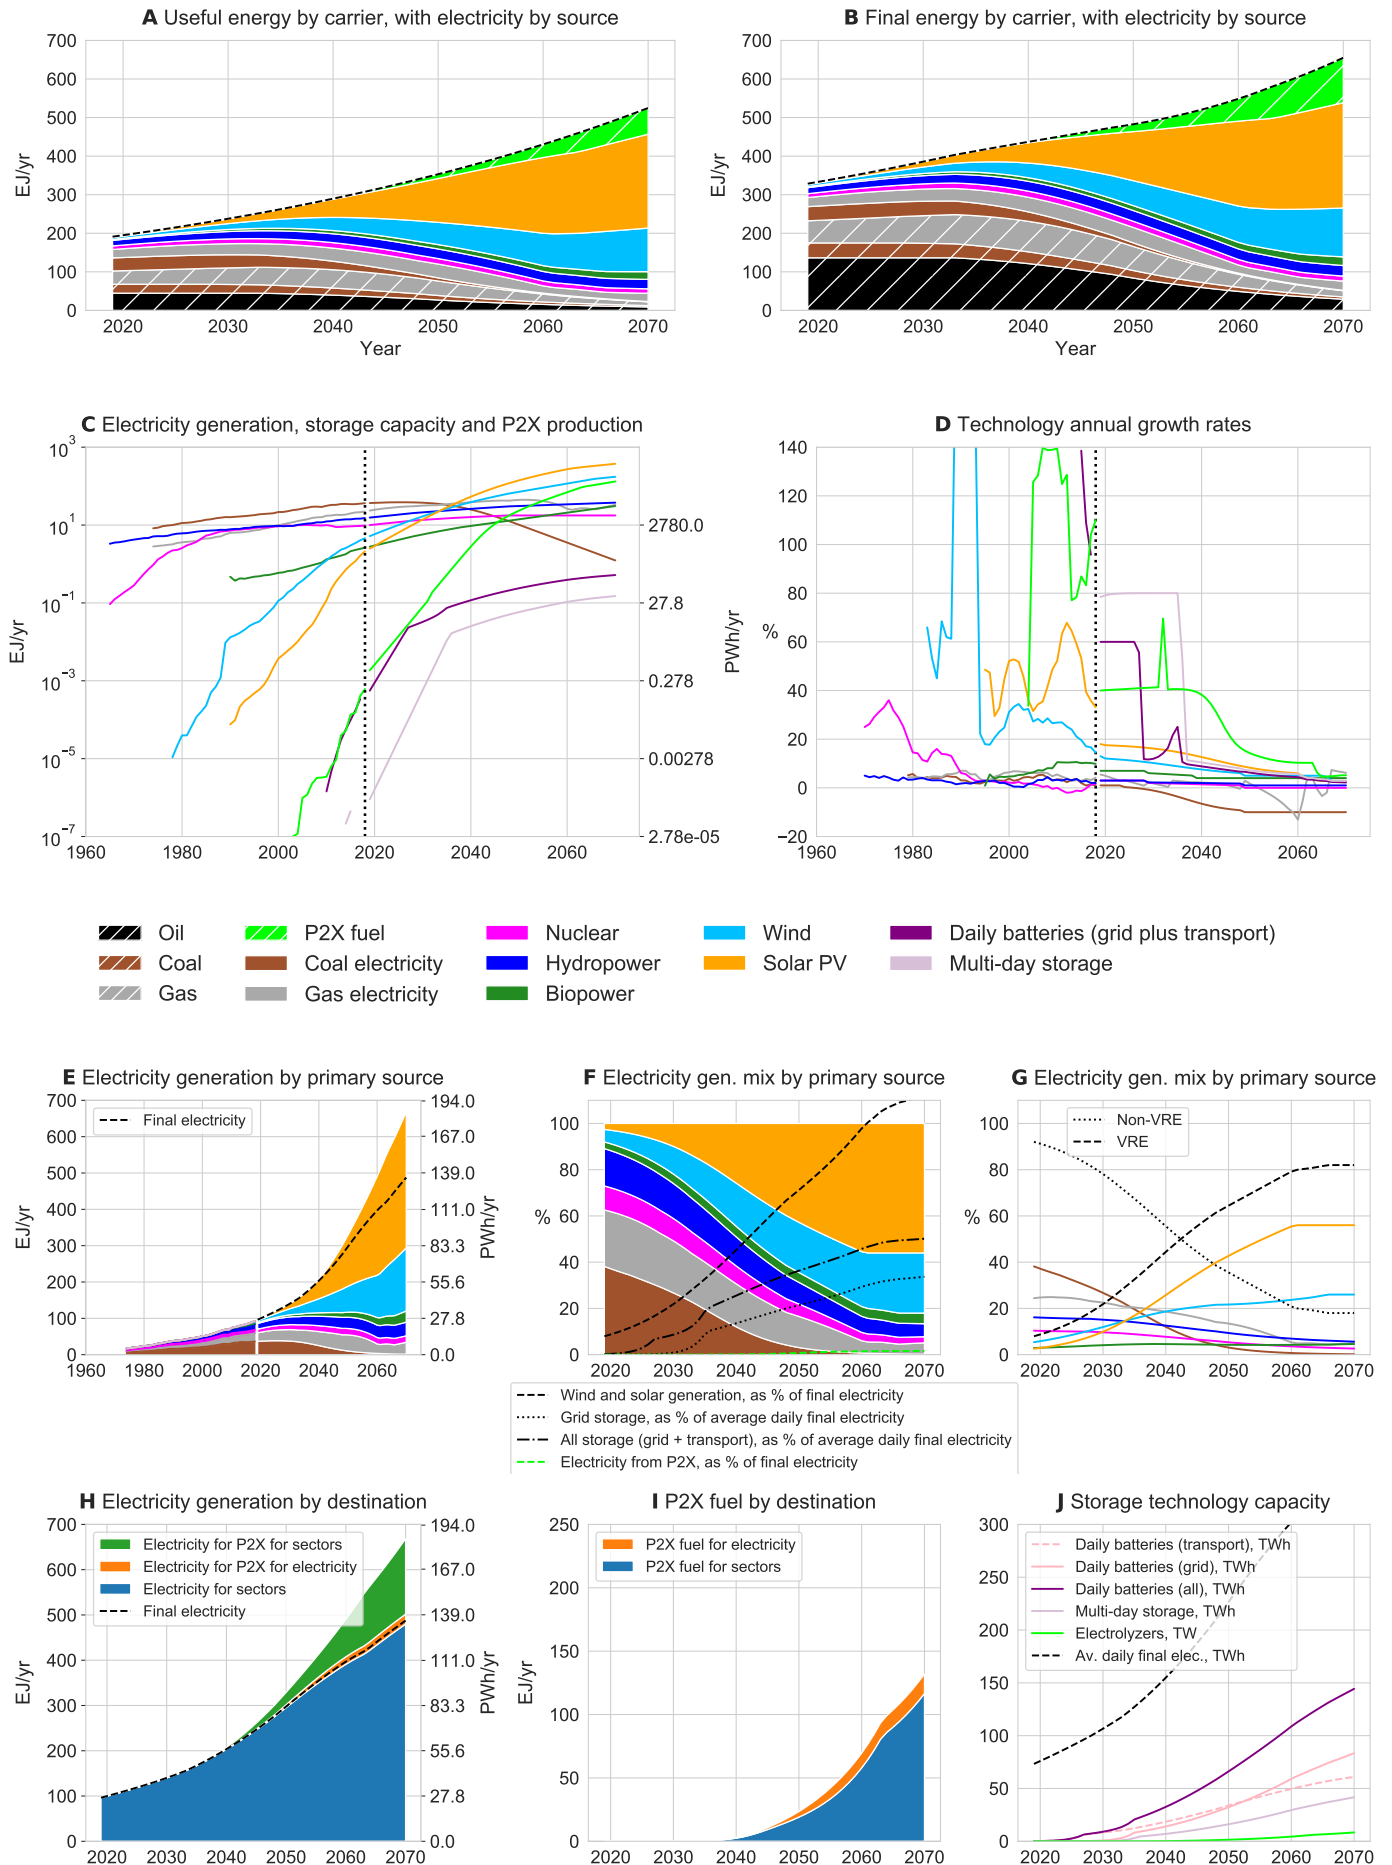 A Useful energy by carrier, with electricity by source
700
600
500
400
300
200
100
0
EJ/yr
2020 2030 2040 2050 2060 2070
Year
B Final energy by carrier, with electricity by source
700
600
500
400
300
200
100
0
EJ/yr
2020 2030 2040 2050 2060 2070
Year
C Electricity generation, storage capacity and P2X production
10^3
10^1
10^−1
10^−3
10^−5
10^−7
EJ/yr
2780.0
27.8
0.278
0.00278
2.78e-05
PWh/yr
1960 1980 2000 2020 2040 2060
D Technology annual growth rates
140
120
100
80
60
40
20
0
−20
%
1960 1980 2000 2020 2040 2060
Oil P2X fuel Nuclear Wind Daily batteries (grid plus transport)
Coal Coal electricity Hydropower Solar PV Multi-day storage
Gas Gas electricity Biopower
E Electricity generation by primary source
Final electricity
700
600
500
400
300
200
100
0
EJ/yr
194.0
167.0
139.0
111.0
83.3
55.6
27.8
0.0
PWh/yr
1960 1980 2000 2020 2040 2060
F Electricity gen. mix by primary source
100
80
60
40
20
0
%
2020 2030 2040 2050 2060 2070
Wind and solar generation, as % of final electricity
Grid storage, as % of average daily final electricity
All storage (grid + transport), as % of average daily final electricity
Electricity from P2X, as % of final electricity
G Electricity gen. mix by primary source
Non-VRE
VRE
100
80
60
40
20
0
%
2020 2030 2040 2050 2060 2070
H Electricity generation by destination
Electricity for P2X for sectors
Electricity for P2X for electricity
Electricity for sectors
Final electricity
700
600
500
400
300
200
100
0
EJ/yr
194.0
167.0
139.0
111.0
83.3
55.6
27.8
0.0
PWh/yr
2020 2030 2040 2050 2060 2070
I P2X fuel by destination
P2X fuel for electricity
P2X fuel for sectors
250
200
150
100
50
0
EJ/yr
2020 2030 2040 2050 2060 2070
J Storage technology capacity
Daily batteries (transport), TWh
Daily batteries (grid), TWh
Daily batteries (all), TWh
Multi-day storage, TWh
Electrolyzers, TW
Av. daily final elec., TWh
300
250
200
150
100
50
0
2020 2030 2040 2050 2060 2070